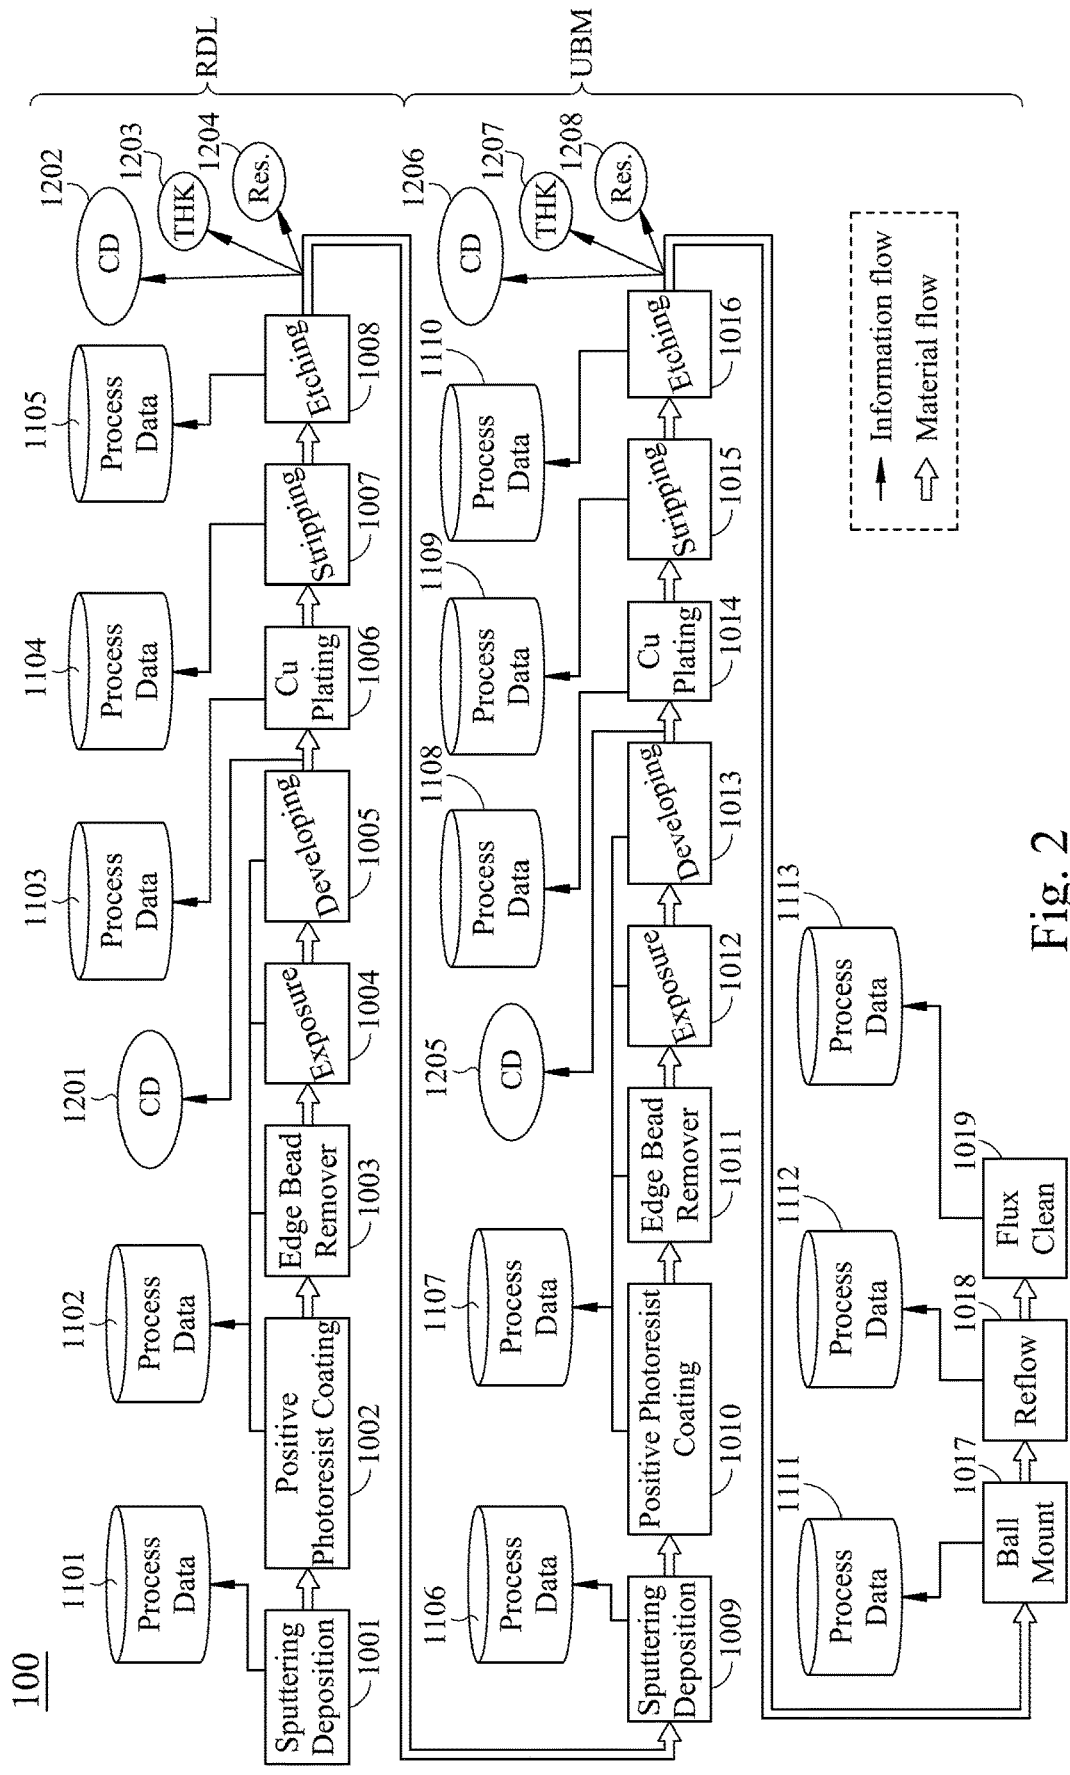 100
1101
Process
Data
1102
Process
Data
1201
CD
1103
Process
Data
1104
Process
Data
1105
Process
Data
1202
CD
1203
THK
1204
Res.
RDL
Sputtering
Deposition
1001
Positive
Photoresist Coating
1002
Edge Bead
Remover
1003
Exposure
1004
Developing
1005
Cu
Plating
1006
Stripping
1007
Etching
1008
1106
Process
Data
1107
Process
Data
1205
CD
1108
Process
Data
1109
Process
Data
1110
Process
Data
1206
CD
1207
THK
1208
Res.
UBM
Sputtering
Deposition
1009
Positive Photoresist
Coating
1010
Edge Bead
Remover
1011
Exposure
1012
Developing
1013
Cu
Plating
1014
Stripping
1015
Etching
1016
1111
Process
Data
1112
Process
Data
1113
Process
Data
Ball
Mount
1017
Reflow
1018
Flux
Clean
1019
Information flow
Material flow
Fig. 2